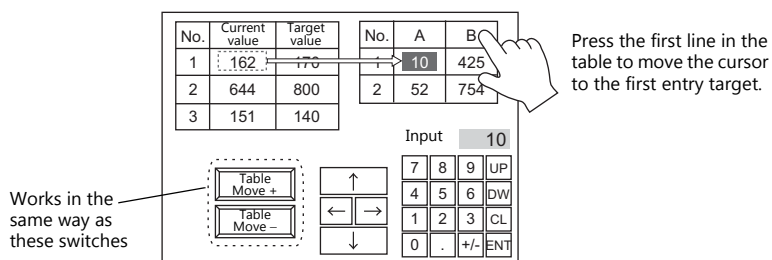 No. Current value Target value
1 162 170
2 644 800
3 151 140
No. A B
1 10 425
2 52 754
Press the first line in the
table to move the cursor
to the first entry target.
Input 10
7 8 9 UP
4 5 6 DW
1 2 3 CL
0 . +/- ENT
Table
Move +
Table
Move –
↑
← →
↓
Works in the
same way as
these switches